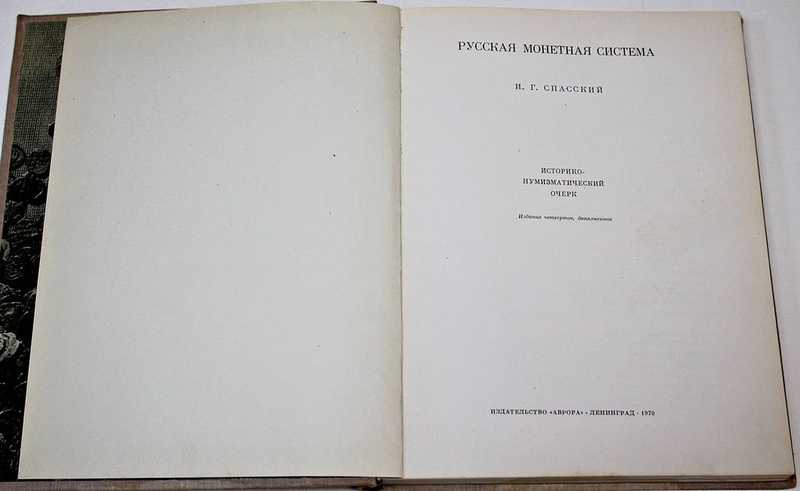 РУССКАЯ МОНЕТНАЯ СИСТЕМА
И. Г. СПАССКИЙ
ИСТОРИКО-
НУМИЗМАТИЧЕСКИЙ
ОЧЕРК
Издание четвертое, дополненное
ИЗДАТЕЛЬСТВО «АВРОРА» · ЛЕНИНГРАД · 1970